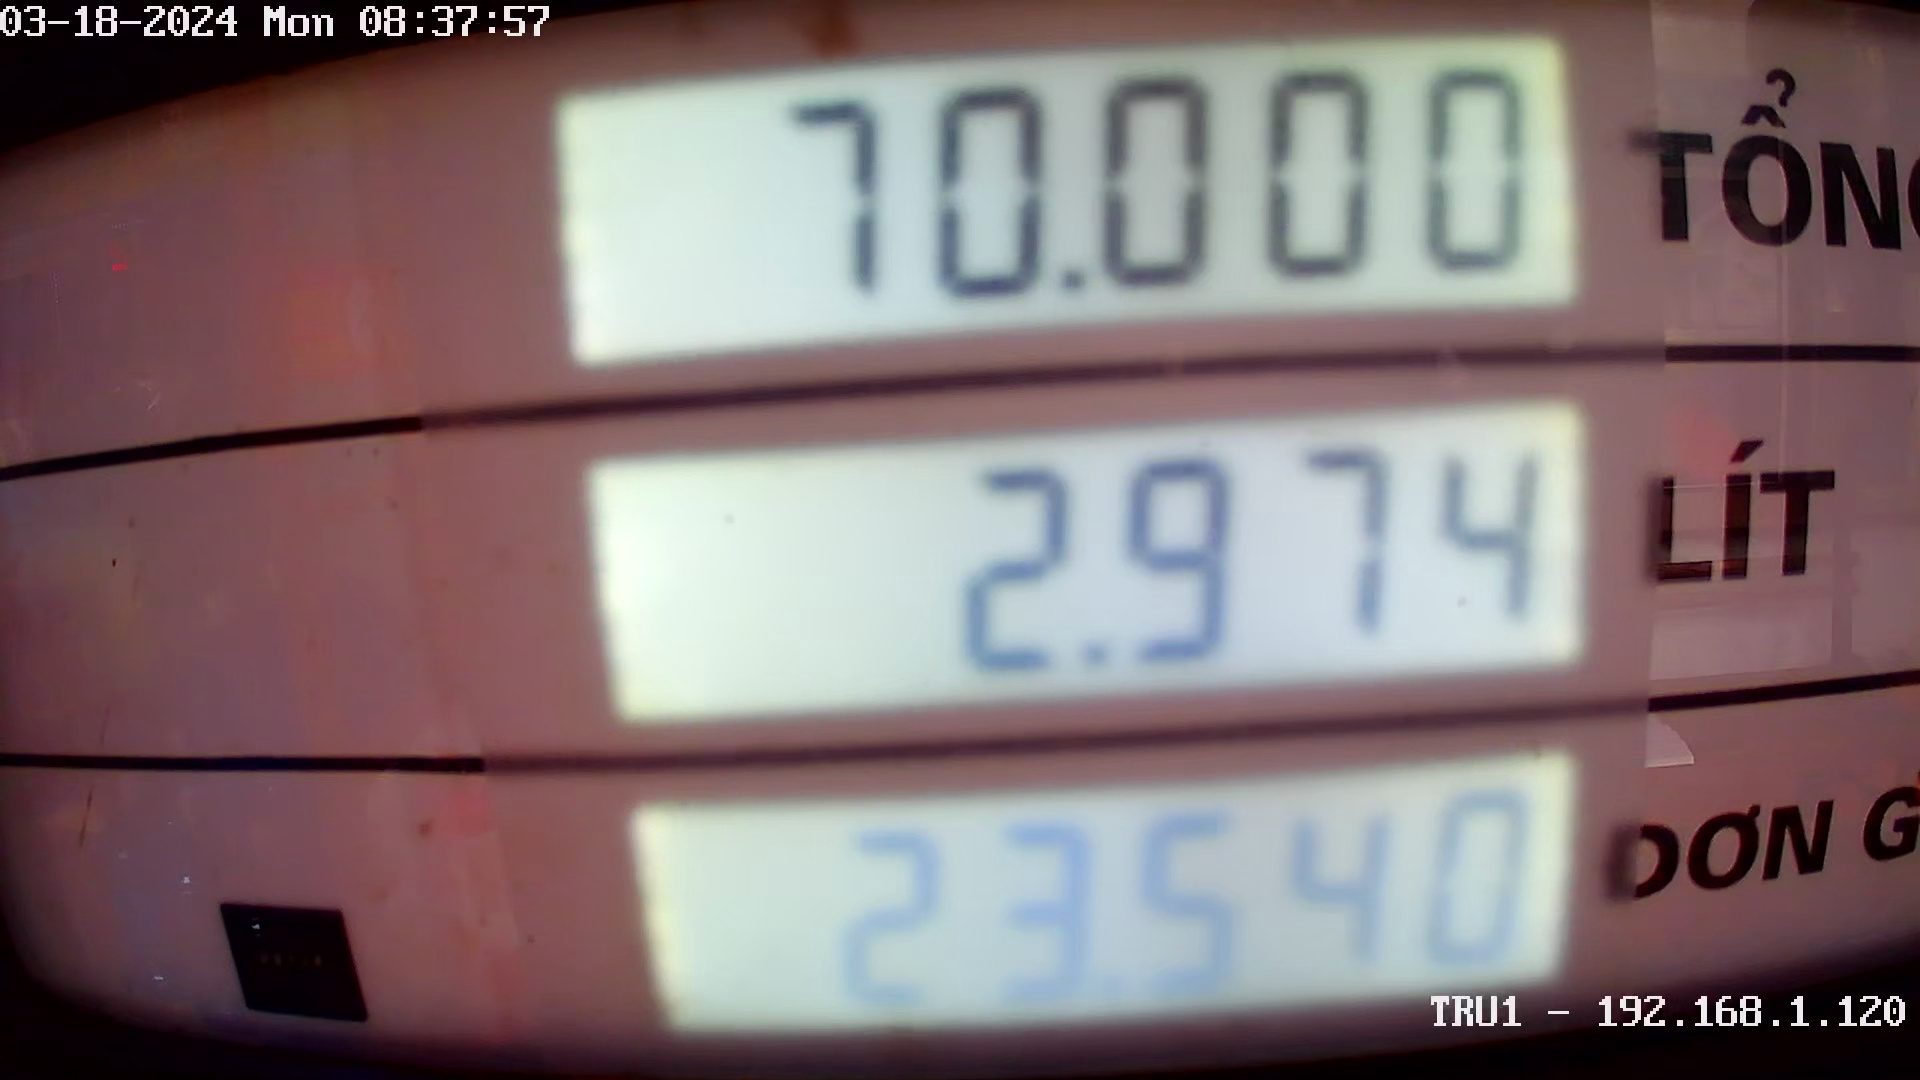 03-18-2024 Mon 08:37:57
70.000 TỔNG
2.974 LÍT
23.540 ĐƠN G
TRU1 - 192.168.1.120